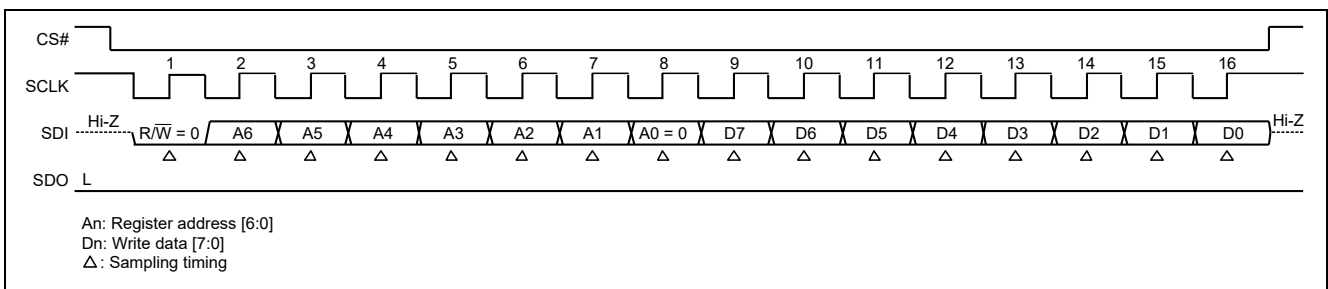 CS#
1 2 3 4 5 6 7 8 9 10 11 12 13 14 15 16
SCLK
Hi-Z Hi-Z
SDI R/W̅ = 0 A6 A5 A4 A3 A2 A1 A0 = 0 D7 D6 D5 D4 D3 D2 D1 D0
SDO L
An: Register address [6:0]
Dn: Write data [7:0]
△: Sampling timing